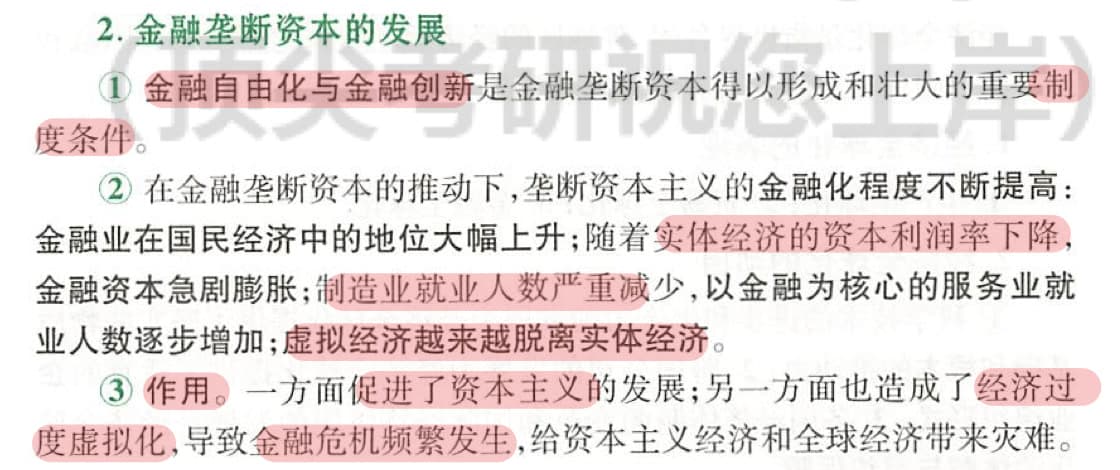 2. 金融垄断资本的发展
① 金融自由化与金融创新是金融垄断资本得以形成和壮大的重要制
度条件。
② 在金融垄断资本的推动下,垄断资本主义的金融化程度不断提高:
金融业在国民经济中的地位大幅上升;随着实体经济的资本利润率下降,
金融资本急剧膨胀;制造业就业人数严重减少,以金融为核心的服务业就
业人数逐步增加;虚拟经济越来越脱离实体经济。
③ 作用。一方面促进了资本主义的发展;另一方面也造成了经济过
度虚拟化,导致金融危机频繁发生,给资本主义经济和全球经济带来灾难。
(顶尖考研祝您上岸)